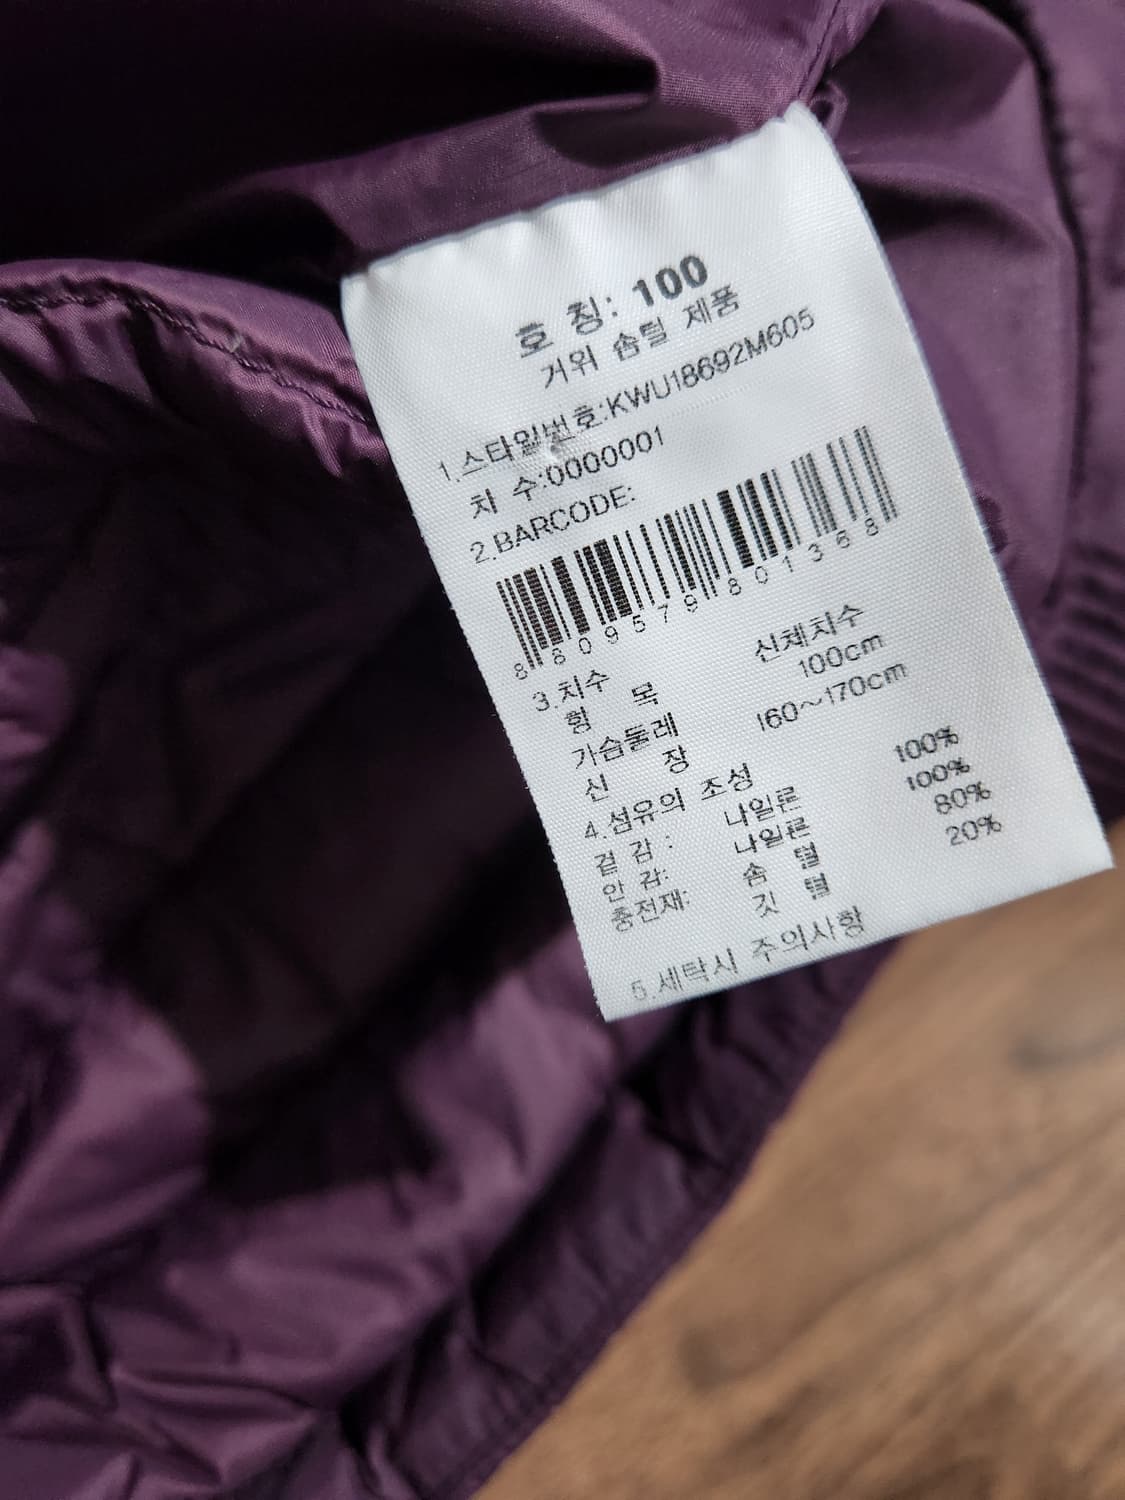 호 칭: 100
거위 솜털 제품
1.스타일번호:KWU18692M605
치 수:0000001
2.BARCODE:
8809579801368
3.치수
항 목 신체치수
가슴둘레 100cm
신 장 160~170cm
4.섬유의 조성
겉 감: 나일론 100%
안 감: 나일론 100%
충전재: 솜 털 80%
깃 털 20%
5.세탁시 주의사항